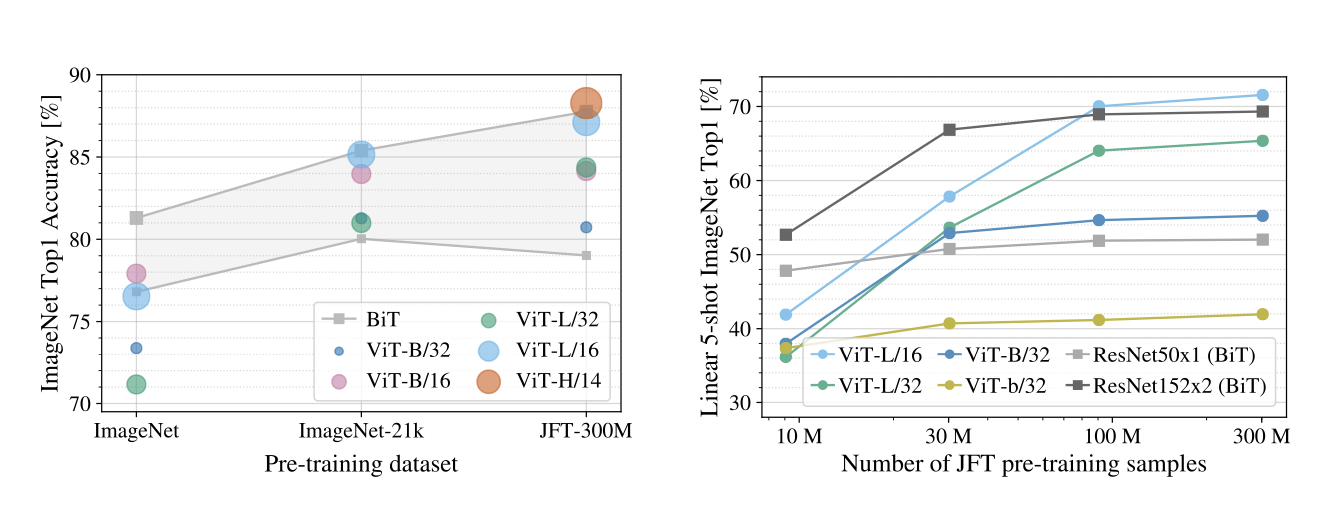 ImageNet Top1 Accuracy [%]
90
85
80
75
70
BiT
ViT-B/32
ViT-B/16
ViT-L/32
ViT-L/16
ViT-H/14
ImageNet
ImageNet-21k
JFT-300M
Pre-training dataset
Linear 5-shot ImageNet Top1 [%]
70
60
50
40
30
ViT-L/16
ViT-L/32
ViT-B/32
ViT-b/32
ResNet50x1 (BiT)
ResNet152x2 (BiT)
10 M
30 M
100 M
300 M
Number of JFT pre-training samples